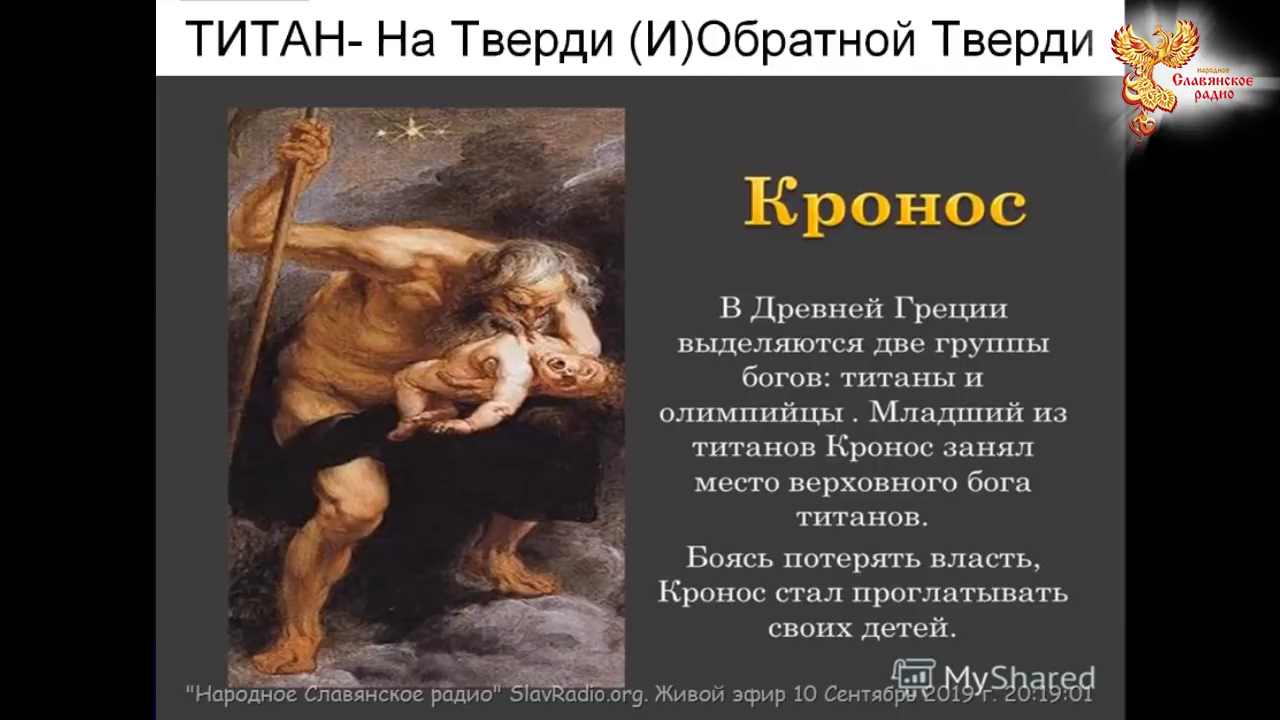 ТИТАН- На Тверди (И)Обратной Тверди
народное
Славянское
радио
Кронос
В Древней Греции
выделяются две группы
богов: титаны и
олимпийцы . Младший из
титанов Кронос занял
место верховного бога
титанов.
Боясь потерять власть,
Кронос стал проглатывать
своих детей.
MyShared
"Народное Славянское радио" SlavRadio.org. Живой эфир 10 Сентябрь 2019 г. 20:19:01